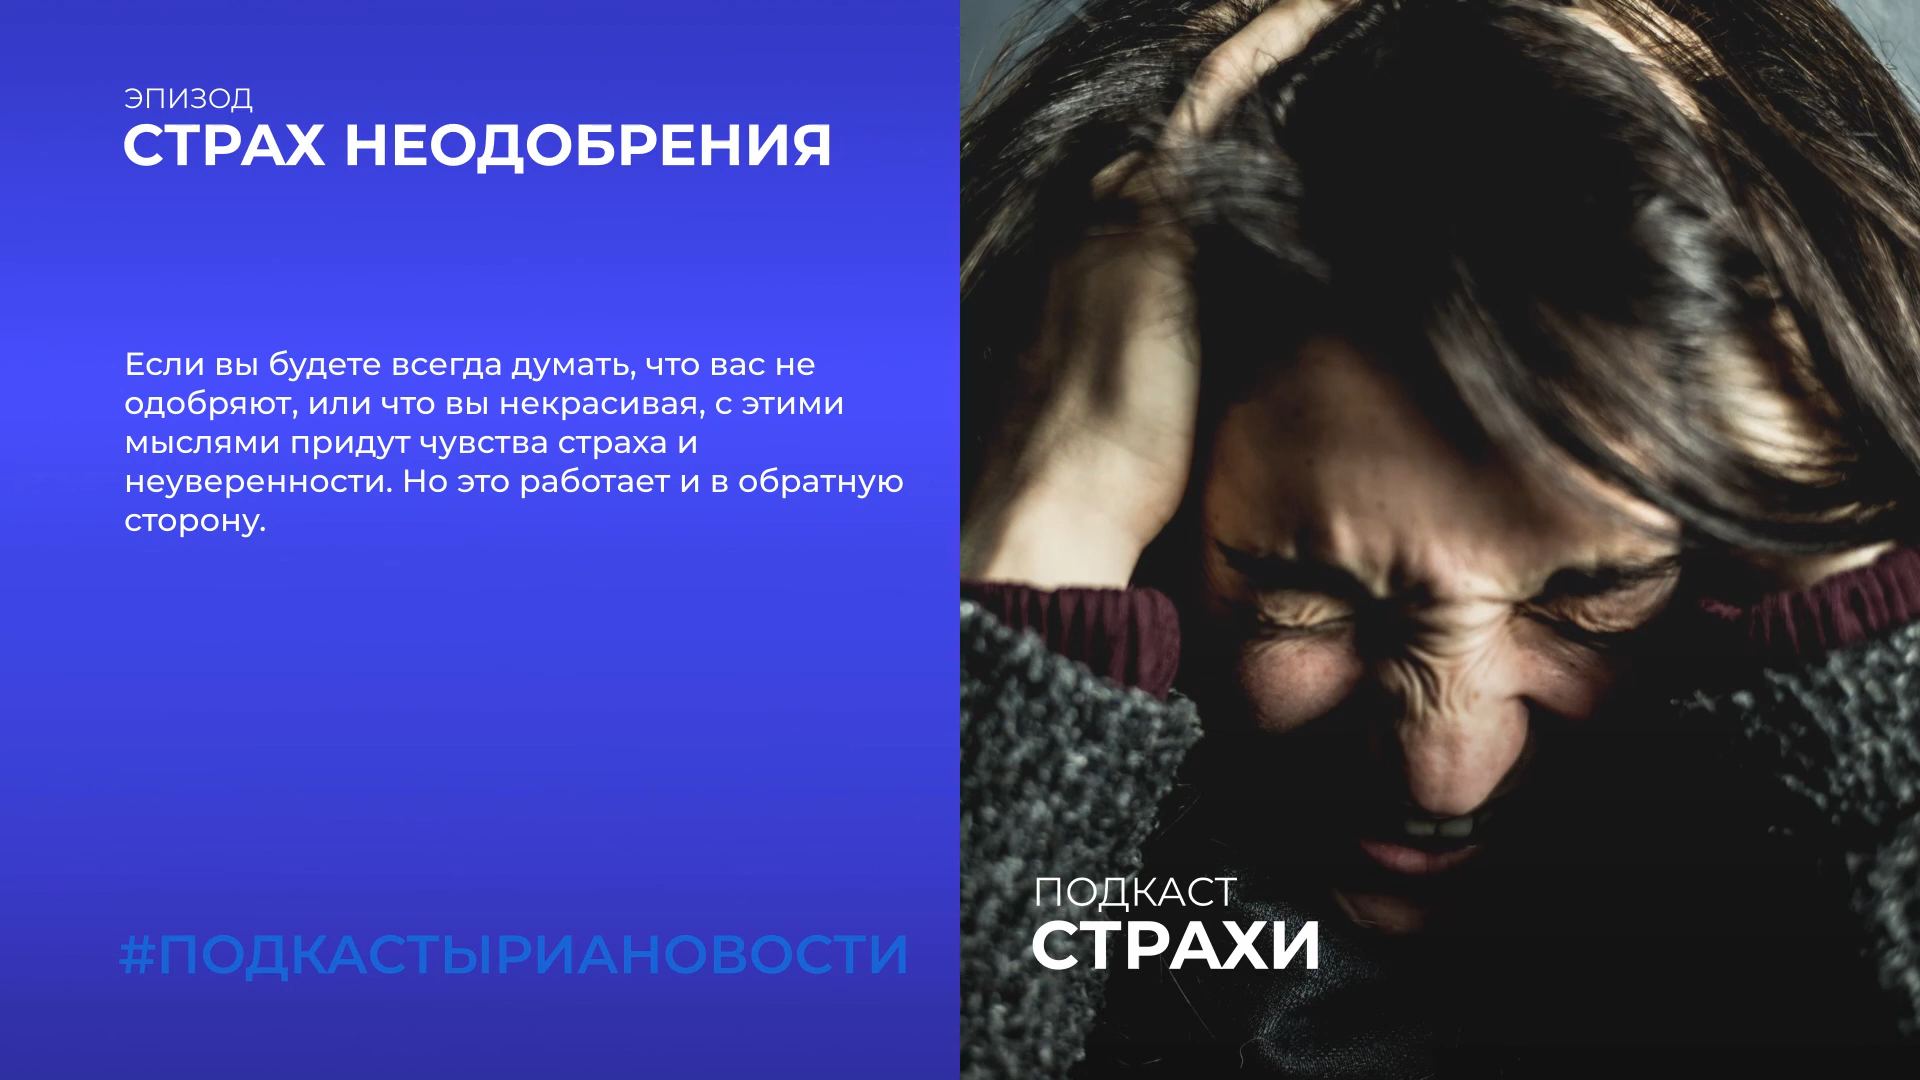 ЭПИЗОД
СТРАХ НЕОДОБРЕНИЯ
Если вы будете всегда думать, что вас не
одобряют, или что вы некрасивая, с этими
мыслями придут чувства страха и
неуверенности. Но это работает и в обратную
сторону.
#ПОДКАСТЫРИАНОВОСТИ
ПОДКАСТ
СТРАХИ